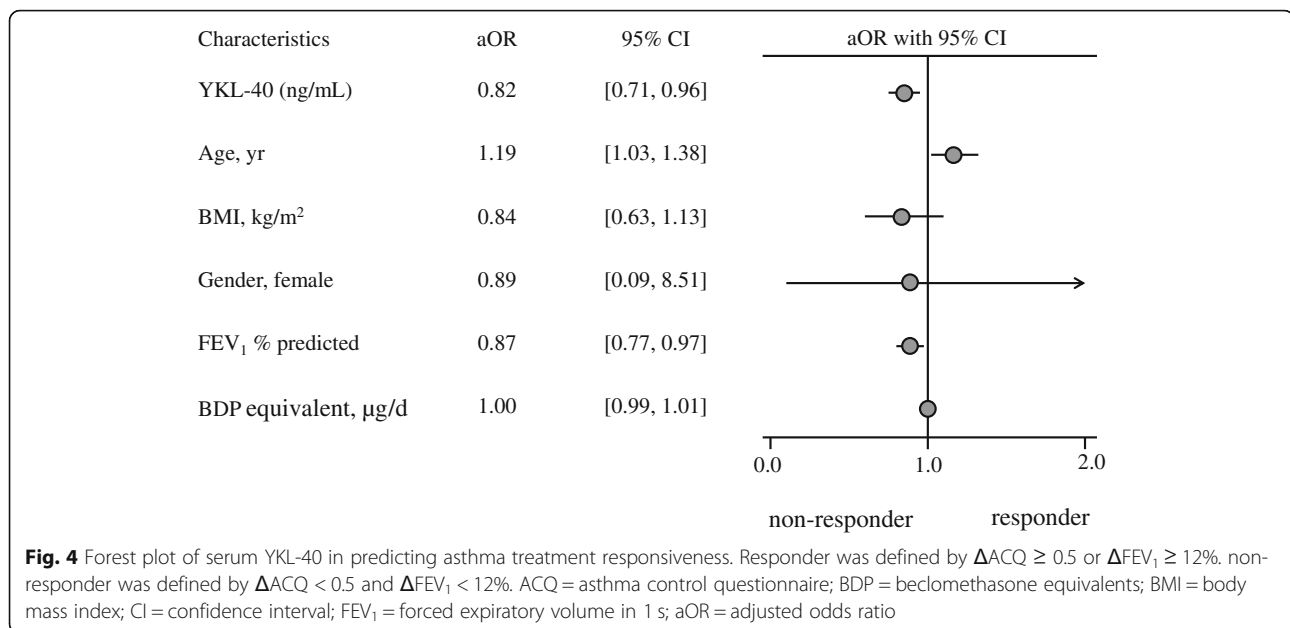 Characteristics aOR 95% CI aOR with 95% CI
YKL-40 (ng/mL) 0.82 [0.71, 0.96]
Age, yr 1.19 [1.03, 1.38]
BMI, kg/m² 0.84 [0.63, 1.13]
Gender, female 0.89 [0.09, 8.51]
FEV₁ % predicted 0.87 [0.77, 0.97]
BDP equivalent, µg/d 1.00 [0.99, 1.01]
0.0 1.0 2.0
non-responder responder
Fig. 4 Forest plot of serum YKL-40 in predicting asthma treatment responsiveness. Responder was defined by ΔACQ ≥ 0.5 or ΔFEV₁ ≥ 12%. non-
responder was defined by ΔACQ < 0.5 and ΔFEV₁ < 12%. ACQ = asthma control questionnaire; BDP = beclomethasone equivalents; BMI = body
mass index; CI = confidence interval; FEV₁ = forced expiratory volume in 1 s; aOR = adjusted odds ratio